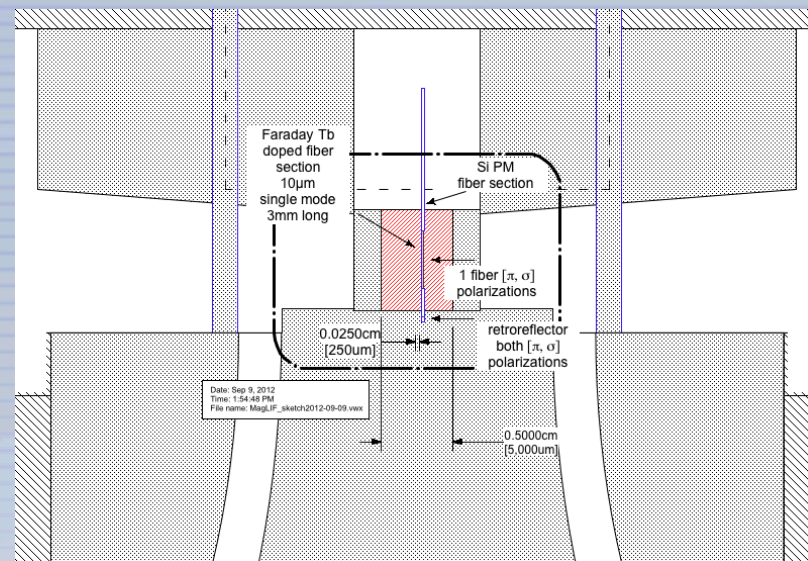 Faraday Tb
doped fiber
section
10µm
single mode
3mm long
Si PM
fiber section
1 fiber [π, σ]
polarizations
retroreflector
both [π, σ]
polarizations
0.0250cm
[250um]
Date: Sep 9, 2012
Time: 1:54:48 PM
File name: MagLIF_sketch2012-09-09.vwx
0.5000cm
[5,000um]